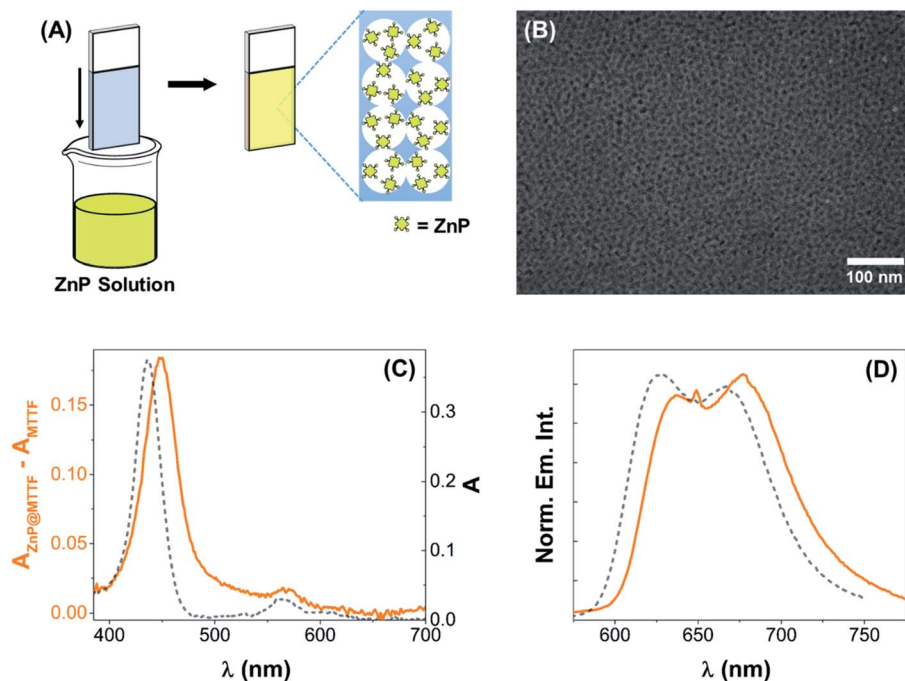 (A)
ZnP Solution
= ZnP
(B)
100 nm
(C)
A_ZnP@MTTF - A_MTTF
0.15
0.10
0.05
0.00
A
0.3
0.2
0.1
0.0
400 500 600 700
λ (nm)
(D)
Norm. Em. Int.
600 650 700 750
λ (nm)